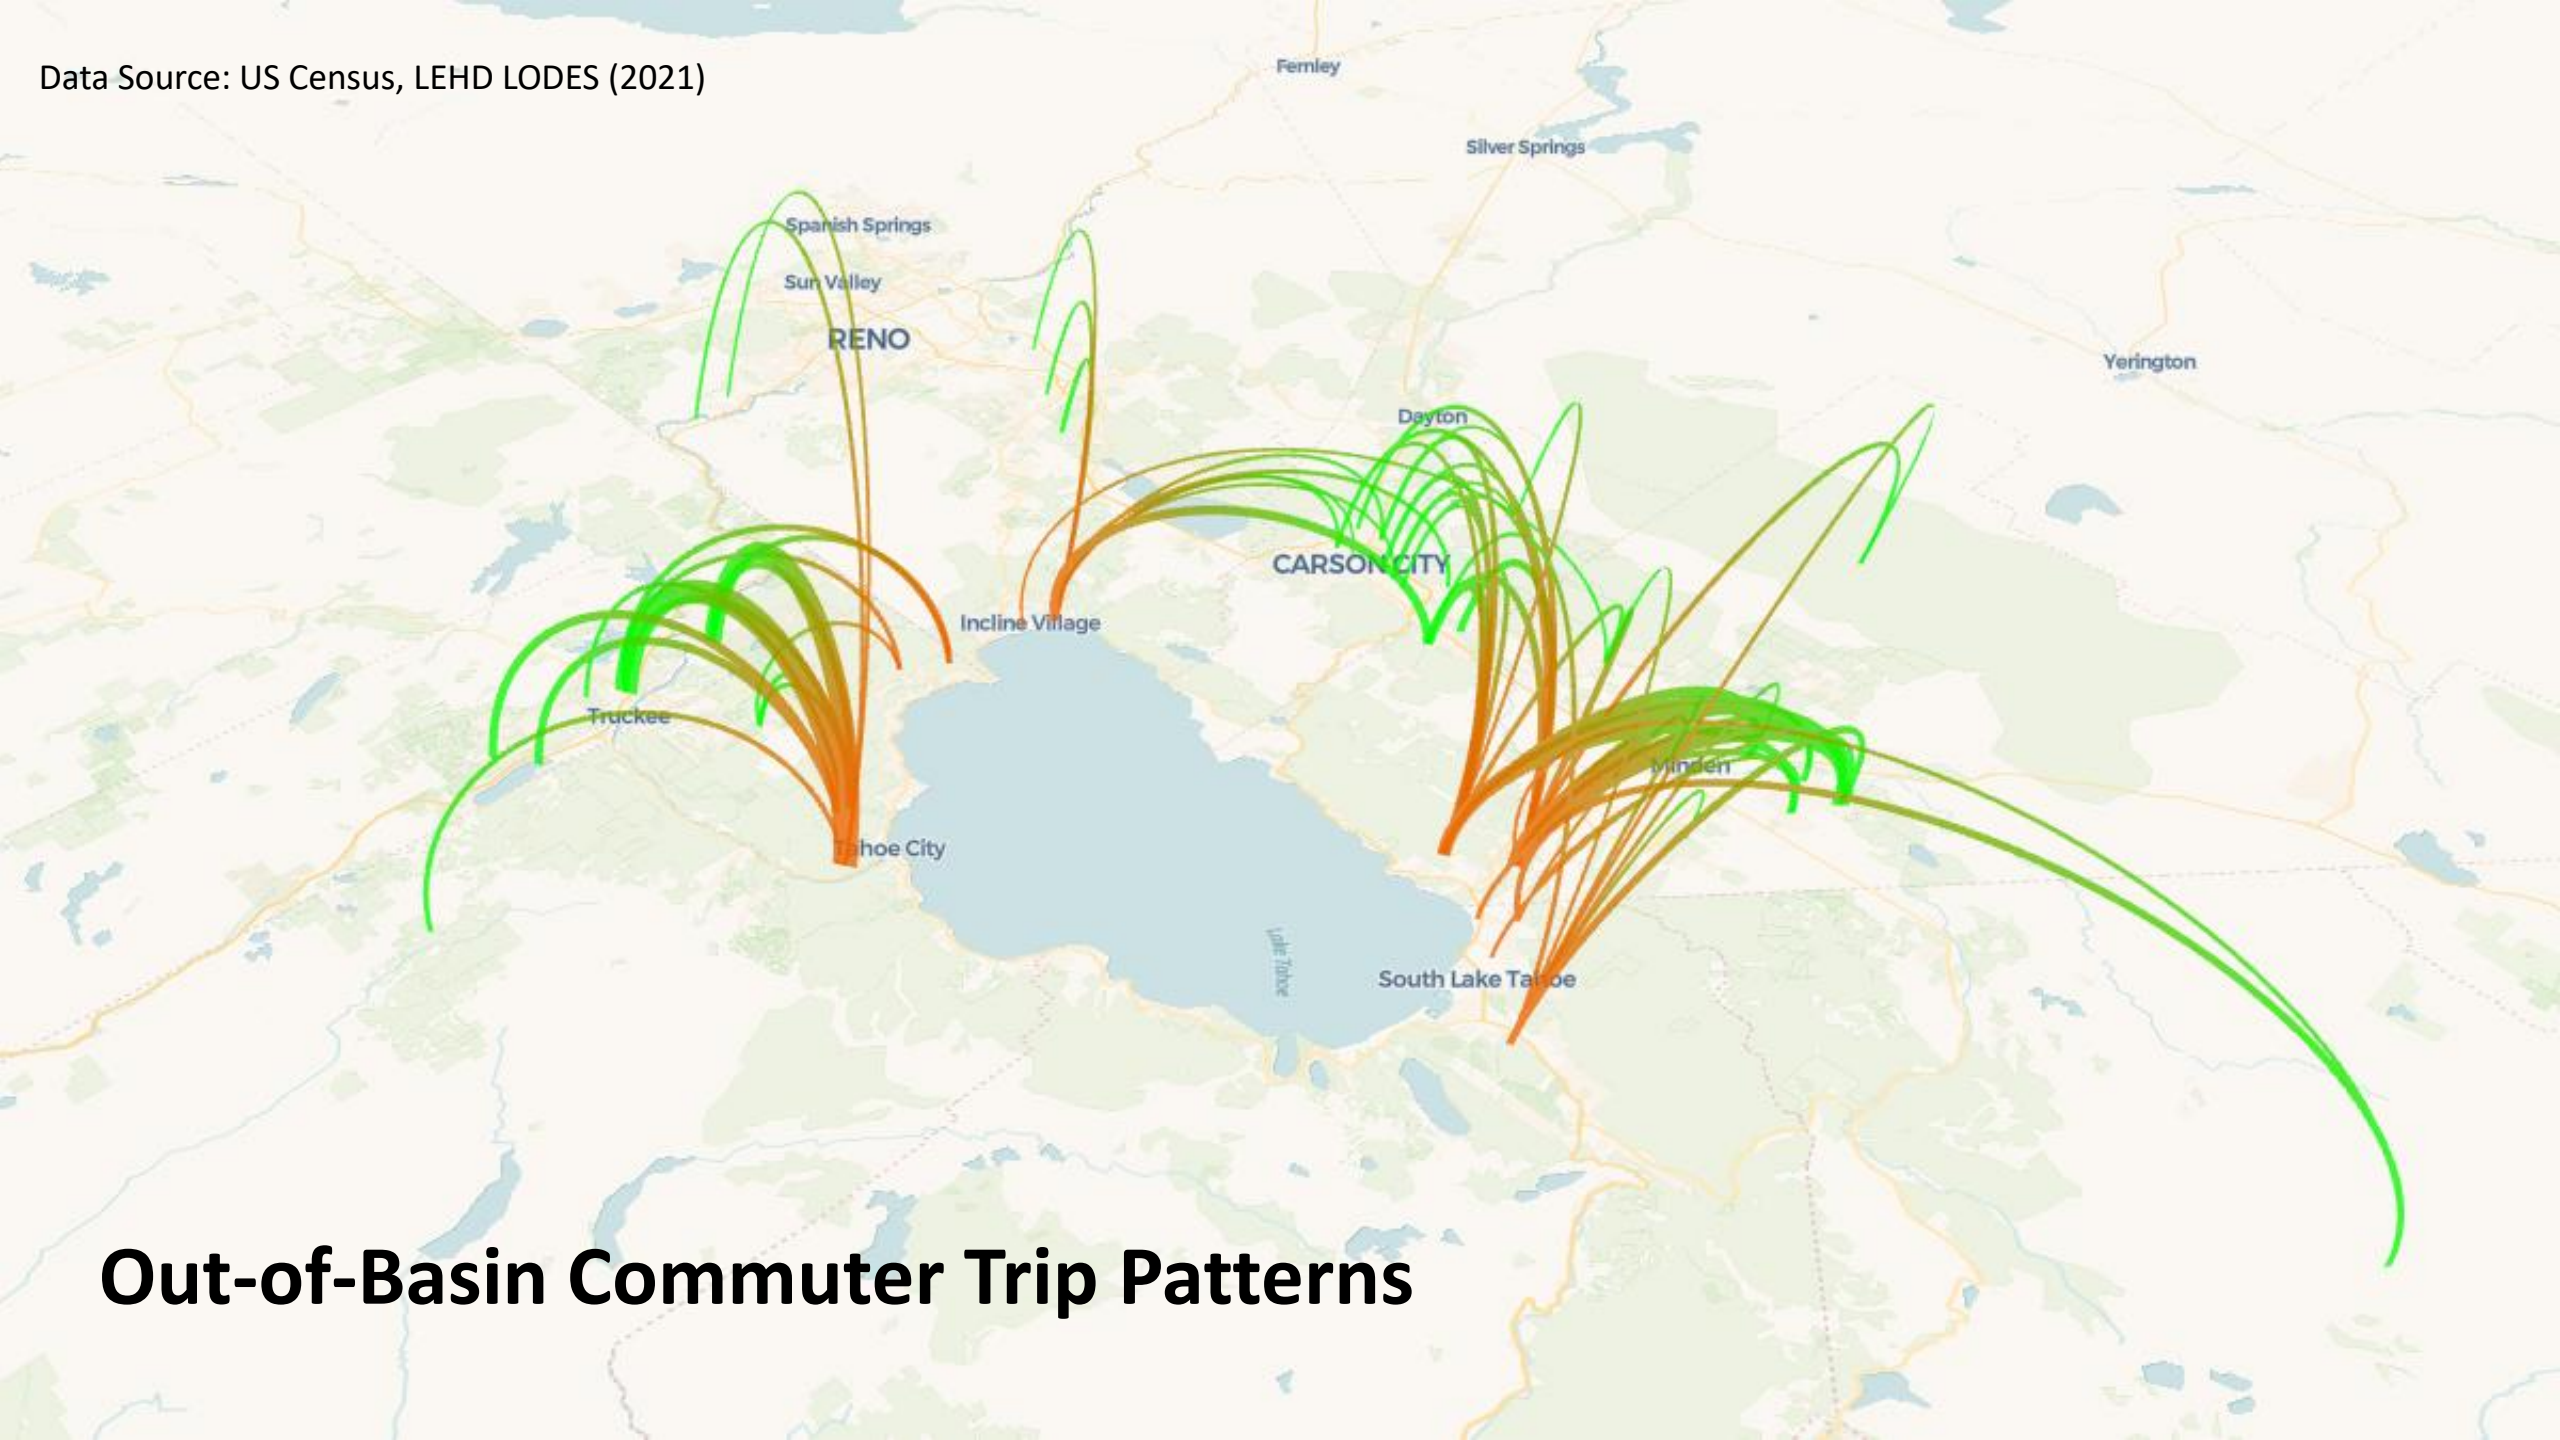 Data Source: US Census, LEHD LODES (2021)
Fernley
Silver Springs
Spanish Springs
Sun Valley
RENO
Yerington
Dayton
CARSON CITY
Incline Village
Truckee
Minden
Tahoe City
Lake Tahoe
South Lake Tahoe
Out-of-Basin Commuter Trip Patterns